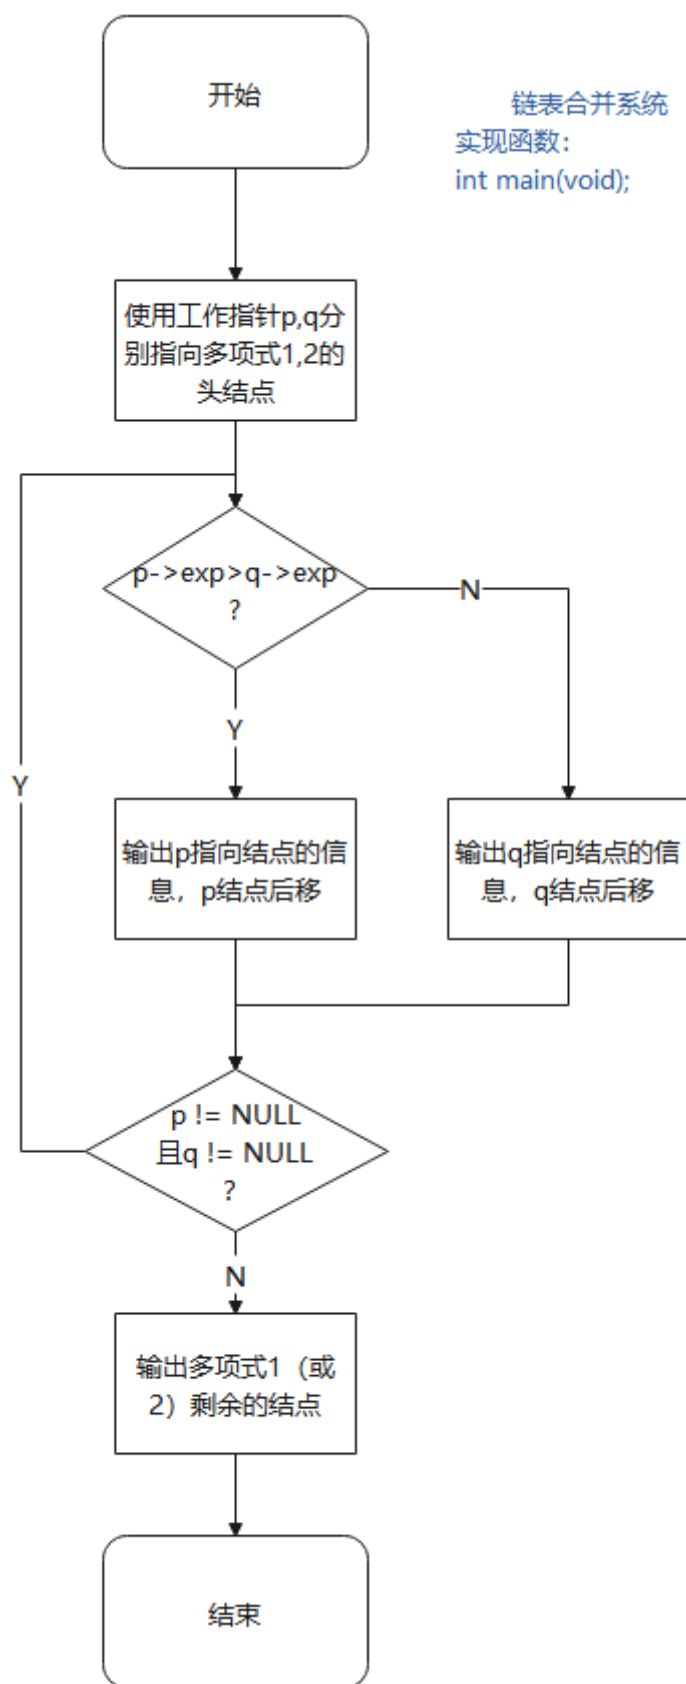 开始
链表合并系统
实现函数：
int main(void);
使用工作指针p,q分
别指向多项式1,2的
头结点
p->exp>q->exp
?
N
Y
Y
输出p指向结点的信
息，p结点后移
输出q指向结点的信
息，q结点后移
p != NULL
且q != NULL
?
N
输出多项式1（或
2）剩余的结点
结束